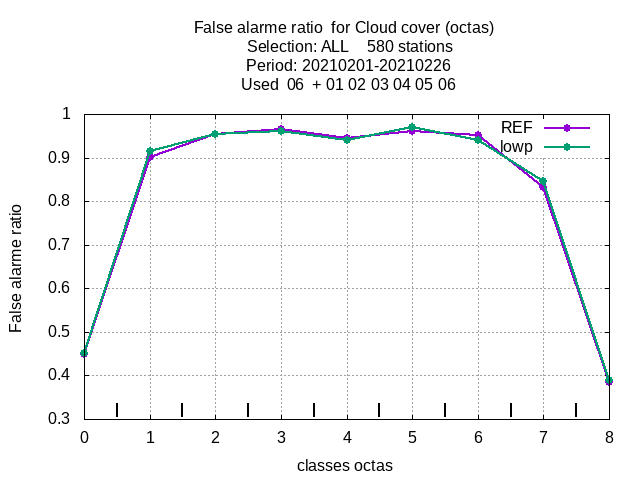 False alarme ratio  for Cloud cover (octas)
Selection: ALL    580 stations
Period: 20210201-20210226
Used  06  + 01 02 03 04 05 06
REF
lowp
1
0.9
0.8
0.7
0.6
0.5
0.4
0.3
False alarme ratio
0 1 2 3 4 5 6 7 8
classes octas